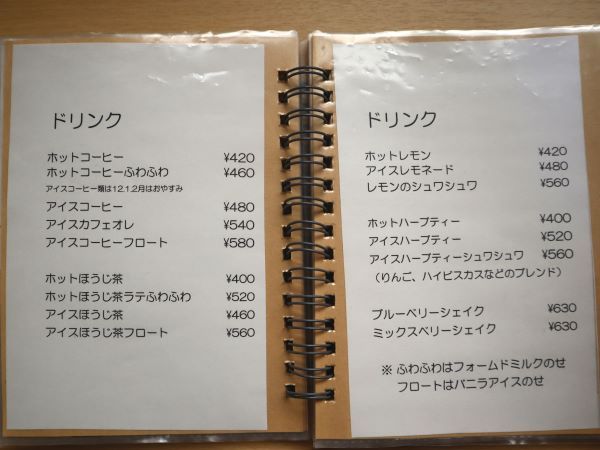 ドリンク
ホットコーヒー ¥420
ホットコーヒーふわふわ ¥460
アイスコーヒー類は12.1.2月はおやすみ
アイスコーヒー ¥480
アイスカフェオレ ¥540
アイスコーヒーフロート ¥580
ホットほうじ茶 ¥400
ホットほうじ茶ラテふわふわ ¥520
アイスほうじ茶 ¥460
アイスほうじ茶フロート ¥560
ドリンク
ホットレモン ¥420
アイスレモネード ¥480
レモンのシュワシュワ ¥560
ホットハーブティー ¥400
アイスハーブティー ¥520
アイスハーブティーシュワシュワ ¥560
（りんご、ハイビスカスなどのブレンド）
ブルーベリーシェイク ¥630
ミックスベリーシェイク ¥630
※ ふわふわはフォームドミルクのせ
フロートはバニラアイスのせ